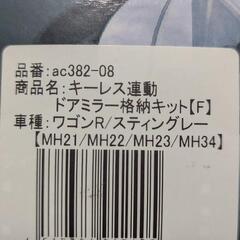 品番:ac382-08
商品名:キーレス連動
ドアミラー格納キット【F】
車種:ワゴンR/スティングレー
【MH21/MH22/MH23/MH34】